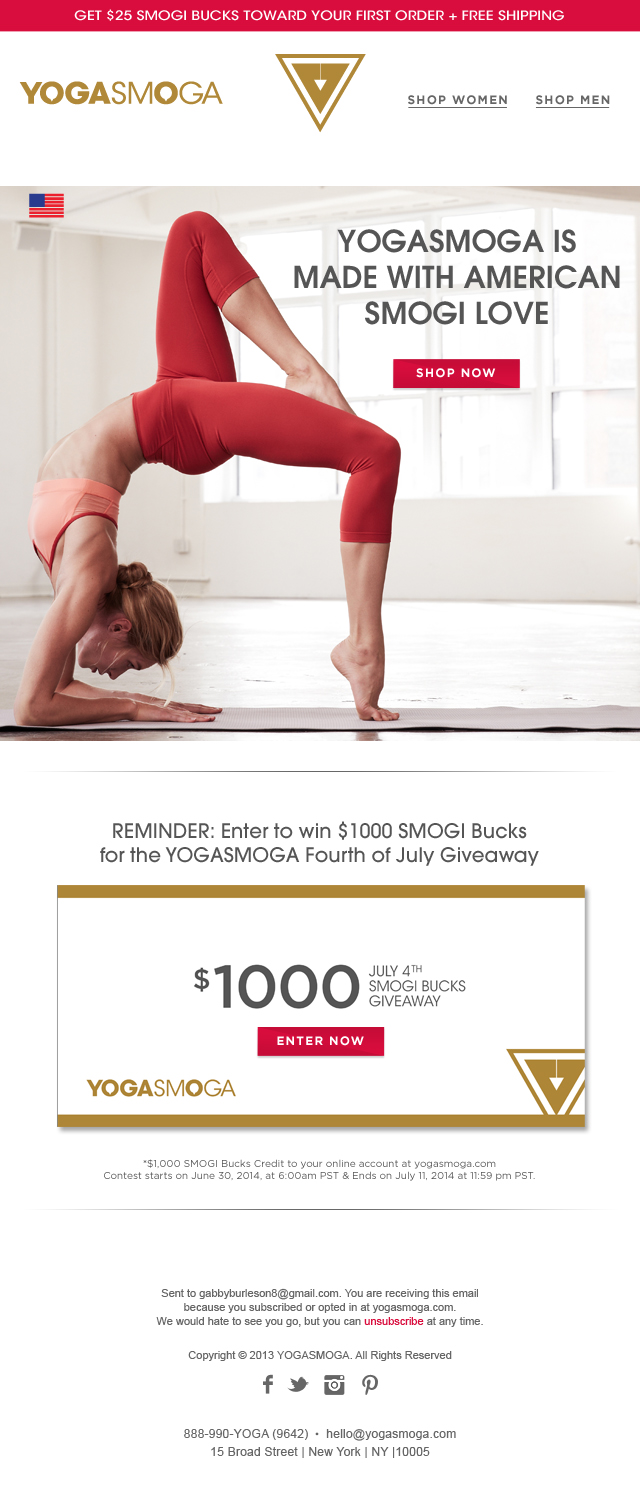 GET $25 SMOGI BUCKS TOWARD YOUR FIRST ORDER + FREE SHIPPING
YOGASMOGA
SHOP WOMEN SHOP MEN
YOGASMOGA IS
MADE WITH AMERICAN
SMOGI LOVE
SHOP NOW
REMINDER: Enter to win $1000 SMOGI Bucks
for the YOGASMOGA Fourth of July Giveaway
$1000
JULY 4TH
SMOGI BUCKS
GIVEAWAY
ENTER NOW
YOGASMOGA
*$1,000 SMOGI Bucks Credit to your online account at yogasmoga.com
Contest starts on June 30, 2014, at 6:00am PST & Ends on July 11, 2014 at 11:59 pm PST.
Sent to gabbyburleson8@gmail.com. You are receiving this email
because you subscribed or opted in at yogasmoga.com.
We would hate to see you go, but you can unsubscribe at any time.
Copyright © 2013 YOGASMOGA. All Rights Reserved
888-990-YOGA (9642) • hello@yogasmoga.com
15 Broad Street | New York | NY |10005